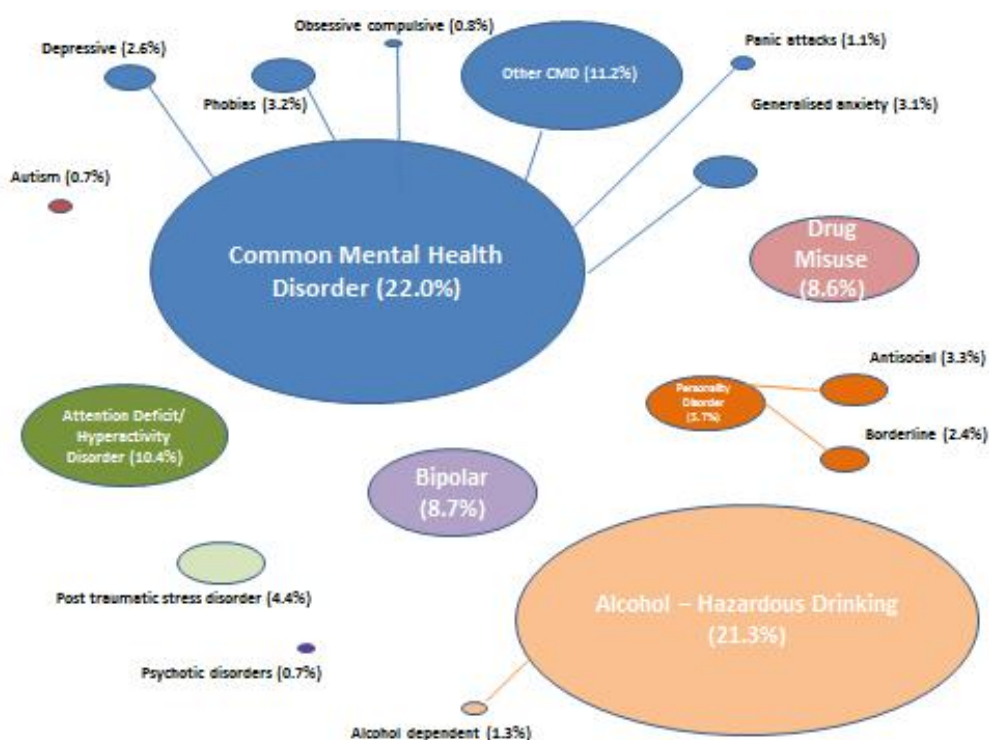 Obsessive compulsive (0.8%)
Depressive (2.6%)
Phobias (3.2%)
Other CMD (11.2%)
Panic attacks (1.1%)
Generalised anxiety (3.1%)
Autism (0.7%)
Common Mental Health
Disorder (22.0%)
Drug
Misuse
(8.6%)
Antisocial (3.3%)
Personality
Disorder
(5.7%)
Borderline (2.4%)
Attention Deficit/
Hyperactivity
Disorder (10.4%)
Bipolar
(8.7%)
Post traumatic stress disorder (4.4%)
Alcohol – Hazardous Drinking
(21.3%)
Psychotic disorders (0.7%)
Alcohol dependent (1.3%)